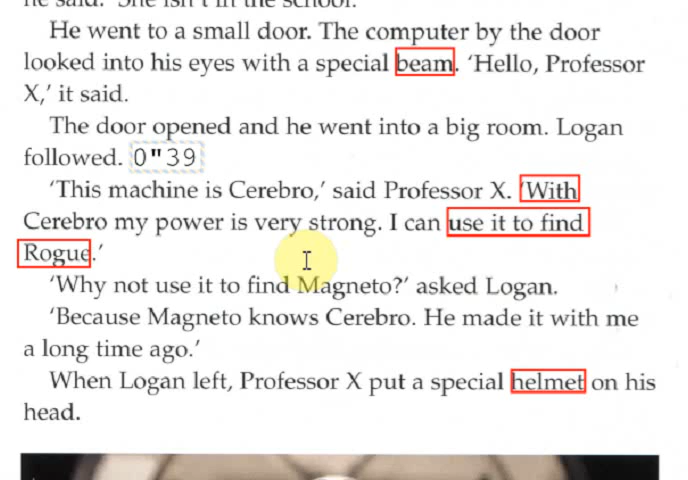 he said. 'She isn't in the school.'
He went to a small door. The computer by the door
looked into his eyes with a special beam. 'Hello, Professor
X,' it said.
The door opened and he went into a big room. Logan
followed. 0"39
'This machine is Cerebro,' said Professor X. 'With
Cerebro my power is very strong. I can use it to find
Rogue.'
'Why not use it to find Magneto?' asked Logan.
'Because Magneto knows Cerebro. He made it with me
a long time ago.'
When Logan left, Professor X put a special helmet on his
head.